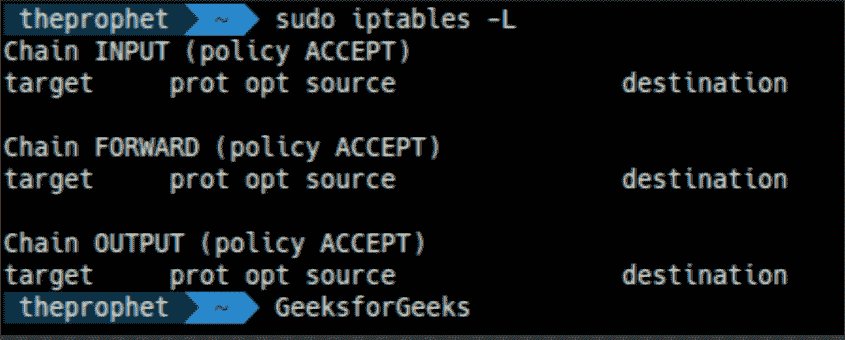 theprophet ~ sudo iptables -L
Chain INPUT (policy ACCEPT)
target prot opt source destination
Chain FORWARD (policy ACCEPT)
target prot opt source destination
Chain OUTPUT (policy ACCEPT)
target prot opt source destination
theprophet ~ GeeksforGeeks